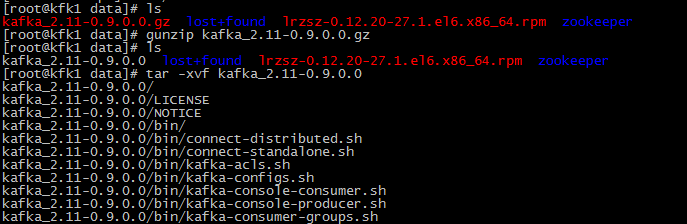 [root@kfk1 data]# ls
kafka_2.11-0.9.0.0.gz lost+found lrzsz-0.12.20-27.1.el6.x86_64.rpm zookeeper
[root@kfk1 data]# gunzip kafka_2.11-0.9.0.0.gz
[root@kfk1 data]# ls
kafka_2.11-0.9.0.0 lost+found lrzsz-0.12.20-27.1.el6.x86_64.rpm zookeeper
[root@kfk1 data]# tar -xvf kafka_2.11-0.9.0.0
kafka_2.11-0.9.0.0/
kafka_2.11-0.9.0.0/LICENSE
kafka_2.11-0.9.0.0/NOTICE
kafka_2.11-0.9.0.0/bin/
kafka_2.11-0.9.0.0/bin/connect-distributed.sh
kafka_2.11-0.9.0.0/bin/connect-standalone.sh
kafka_2.11-0.9.0.0/bin/kafka-acls.sh
kafka_2.11-0.9.0.0/bin/kafka-configs.sh
kafka_2.11-0.9.0.0/bin/kafka-console-consumer.sh
kafka_2.11-0.9.0.0/bin/kafka-console-producer.sh
kafka_2.11-0.9.0.0/bin/kafka-consumer-groups.sh